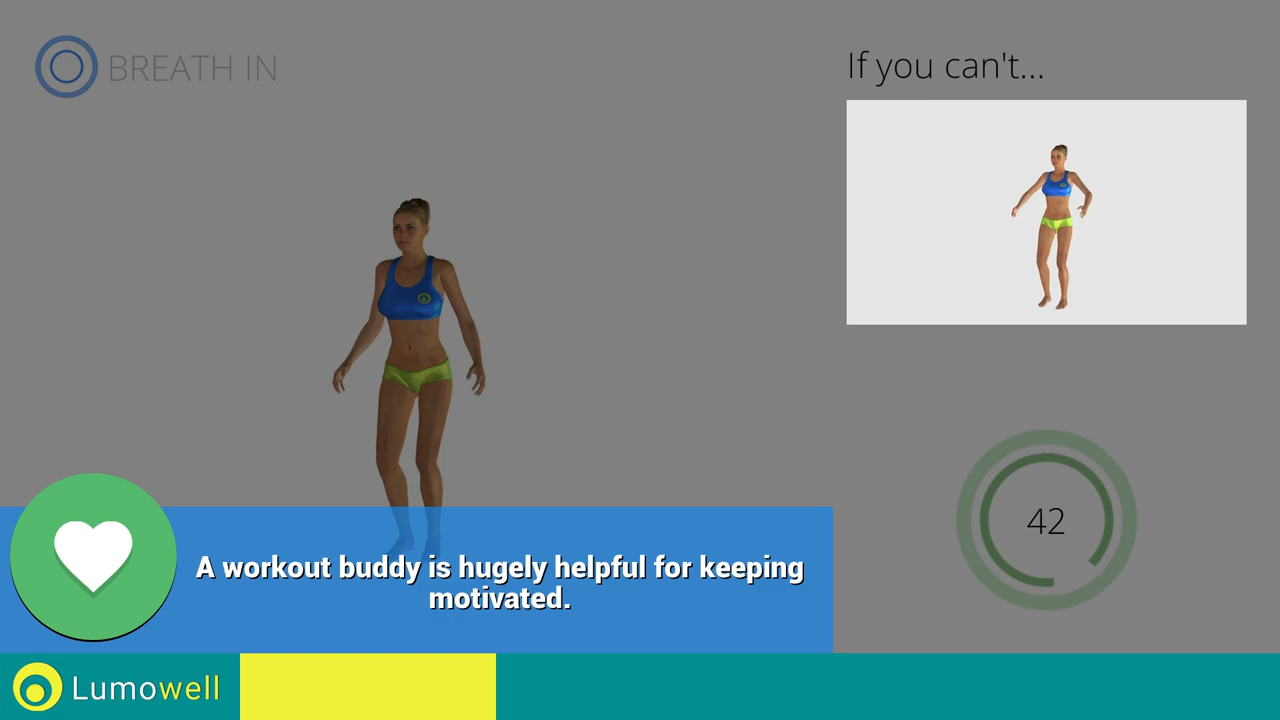 BREATH IN
If you can't...
42
A workout buddy is hugely helpful for keeping
motivated.
Lumowell